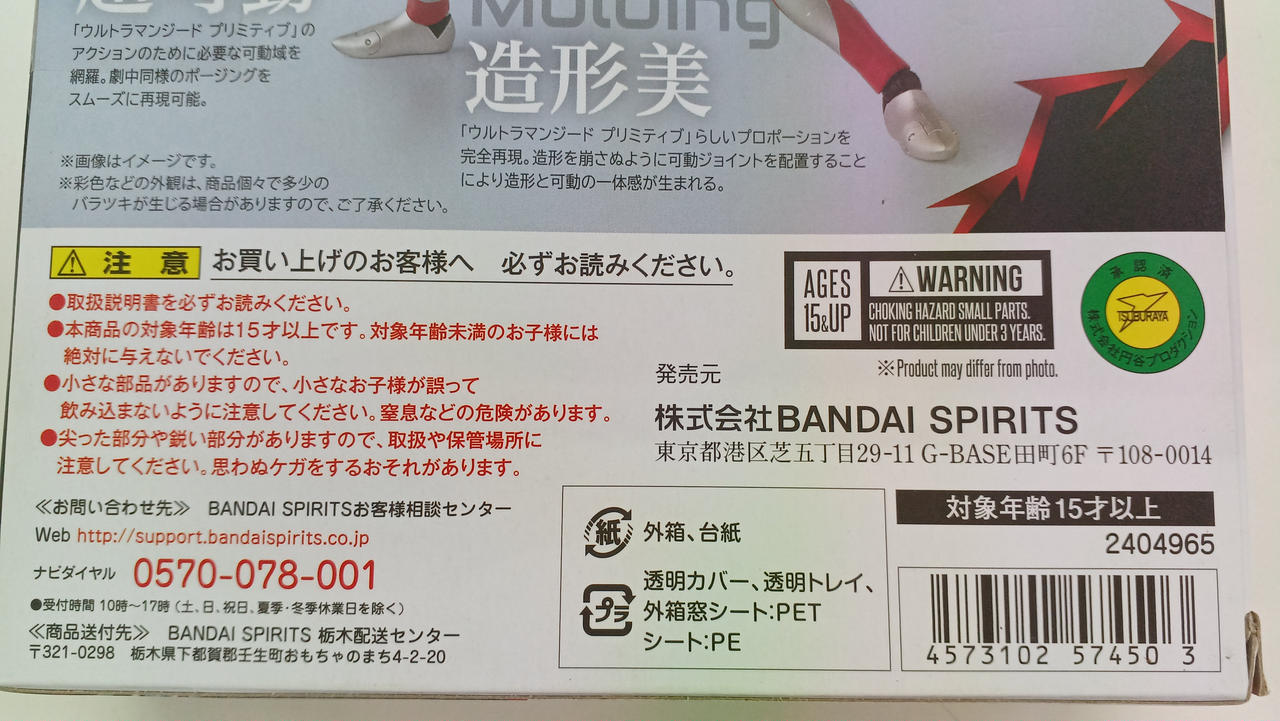 超可動
「ウルトラマンジード プリミティブ」の
アクションのために必要な可動域を
網羅。劇中同様のポージングを
スムーズに再現可能。
※画像はイメージです。
※彩色などの外観は、商品個々で多少の
バラツキが生じる場合がありますので、ご了承ください。
Molding
造形美
「ウルトラマンジード プリミティブ」らしいプロポーションを
完全再現。造形を崩さぬように可動ジョイントを配置すること
により造形と可動の一体感が生まれる。
注意 お買い上げのお客様へ 必ずお読みください。
●取扱説明書を必ずお読みください。
●本商品の対象年齢は15才以上です。対象年齢未満のお子様には
絶対に与えないでください。
●小さな部品がありますので、小さなお子様が誤って
飲み込まないように注意してください。窒息などの危険があります。
●尖った部分や鋭い部分がありますので、取扱や保管場所に
注意してください。思わぬケガをするおそれがあります。
≪お問い合わせ先≫ BANDAI SPIRITSお客様相談センター
Web http://support.bandaispirits.co.jp
ナビダイヤル 0570-078-001
●受付時間 10時〜17時(土、日、祝日、夏季・冬季休業日を除く)
≪商品送付先≫ BANDAI SPIRITS 栃木配送センター
〒321-0298 栃木県下都賀郡壬生町おもちゃのまち4-2-20
AGES
15&UP
WARNING
CHOKING HAZARD SMALL PARTS.
NOT FOR CHILDREN UNDER 3 YEARS.
※Product may differ from photo.
承認済
TSUBURAYA
株式会社円谷プロダクション
発売元
株式会社BANDAI SPIRITS
東京都港区芝五丁目29-11 G-BASE田町6F 〒108-0014
紙 外箱、台紙
プラ 透明カバー、透明トレイ、
外箱窓シート:PET
シート:PE
対象年齢15才以上
2404965
4573102 57450 3